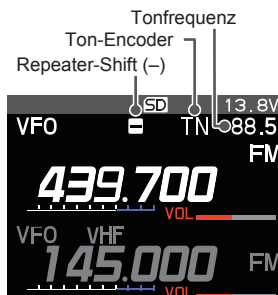 Tonfrequenz
Ton-Encoder
Repeater-Shift (–)
SD 13.8V
VFO TN 88.5
FM
439.700
VOL
VFO VHF
145.000 FM
VOL